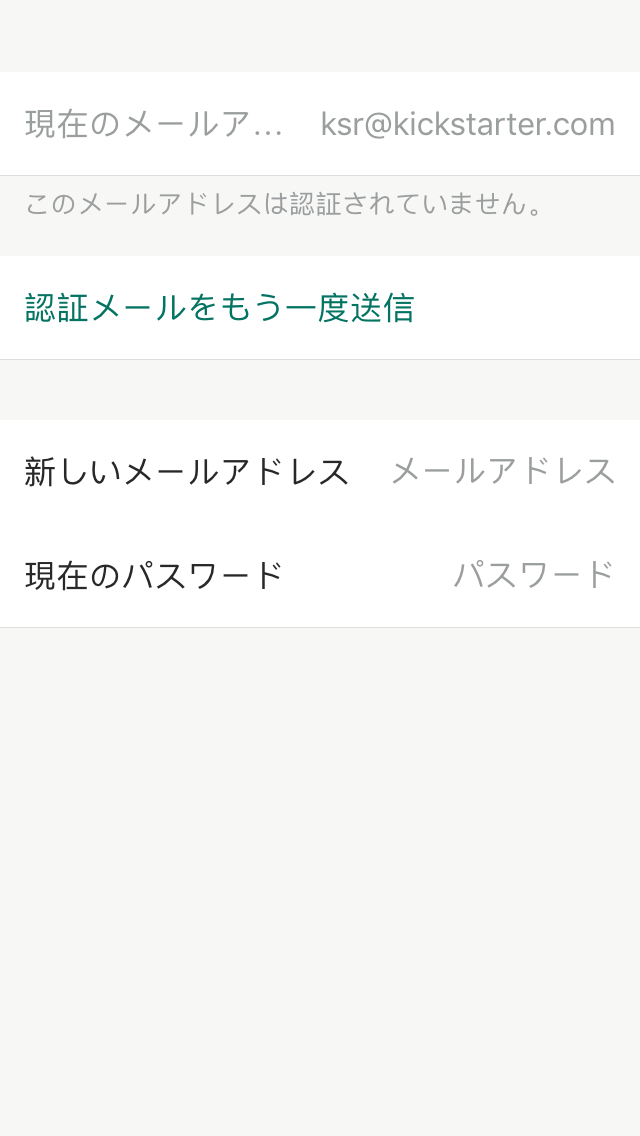 現在のメールア… ksr@kickstarter.com
このメールアドレスは認証されていません。
認証メールをもう一度送信
新しいメールアドレス メールアドレス
現在のパスワード パスワード